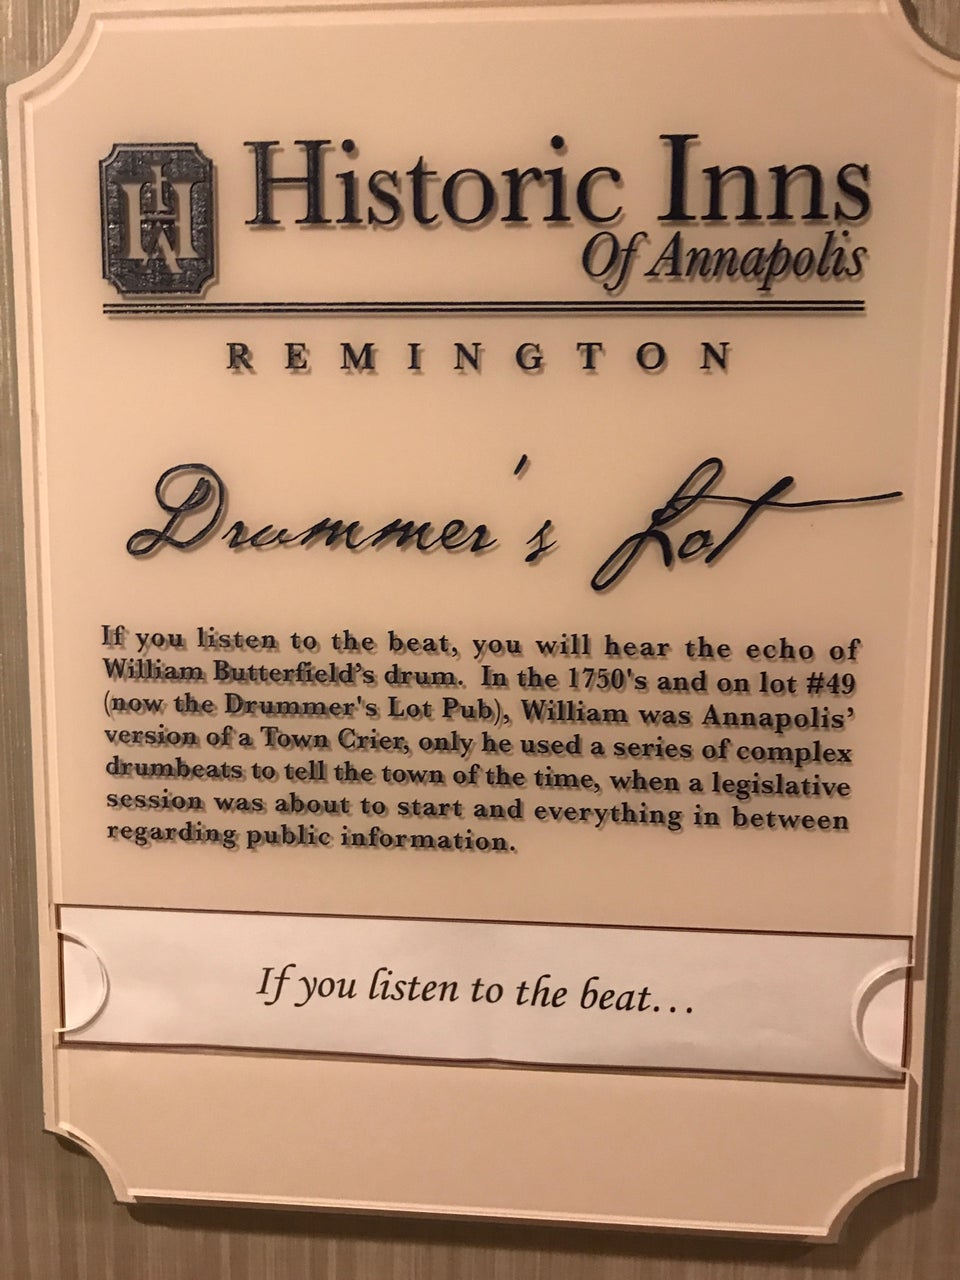 Historic Inns
Of Annapolis
REMINGTON
Drummer's Lot
If you listen to the beat, you will hear the echo of
William Butterfield’s drum. In the 1750's and on lot #49
(now the Drummer's Lot Pub), William was Annapolis’
version of a Town Crier, only he used a series of complex
drumbeats to tell the town of the time, when a legislative
session was about to start and everything in between
regarding public information.
If you listen to the beat…